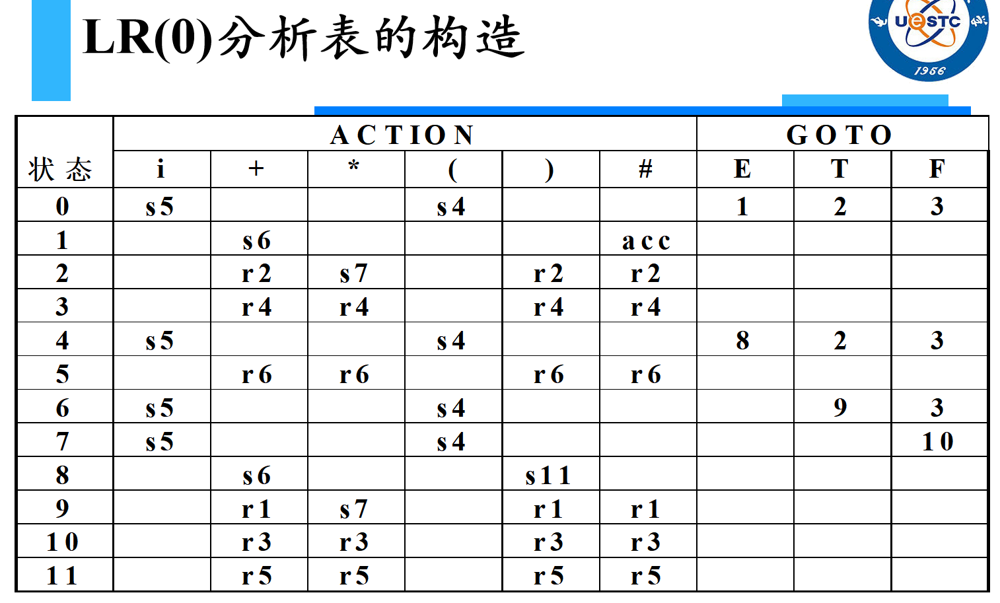 LR(0)分析表的构造
UeSTC
1956
状态 ACTION GOTO
i + * ( ) # E T F
0 s5 s4 1 2 3
1 s6 acc
2 r2 s7 r2 r2
3 r4 r4 r4 r4
4 s5 s4 8 2 3
5 r6 r6 r6 r6
6 s5 s4 9 3
7 s5 s4 10
8 s6 s11
9 r1 s7 r1 r1
10 r3 r3 r3 r3
11 r5 r5 r5 r5